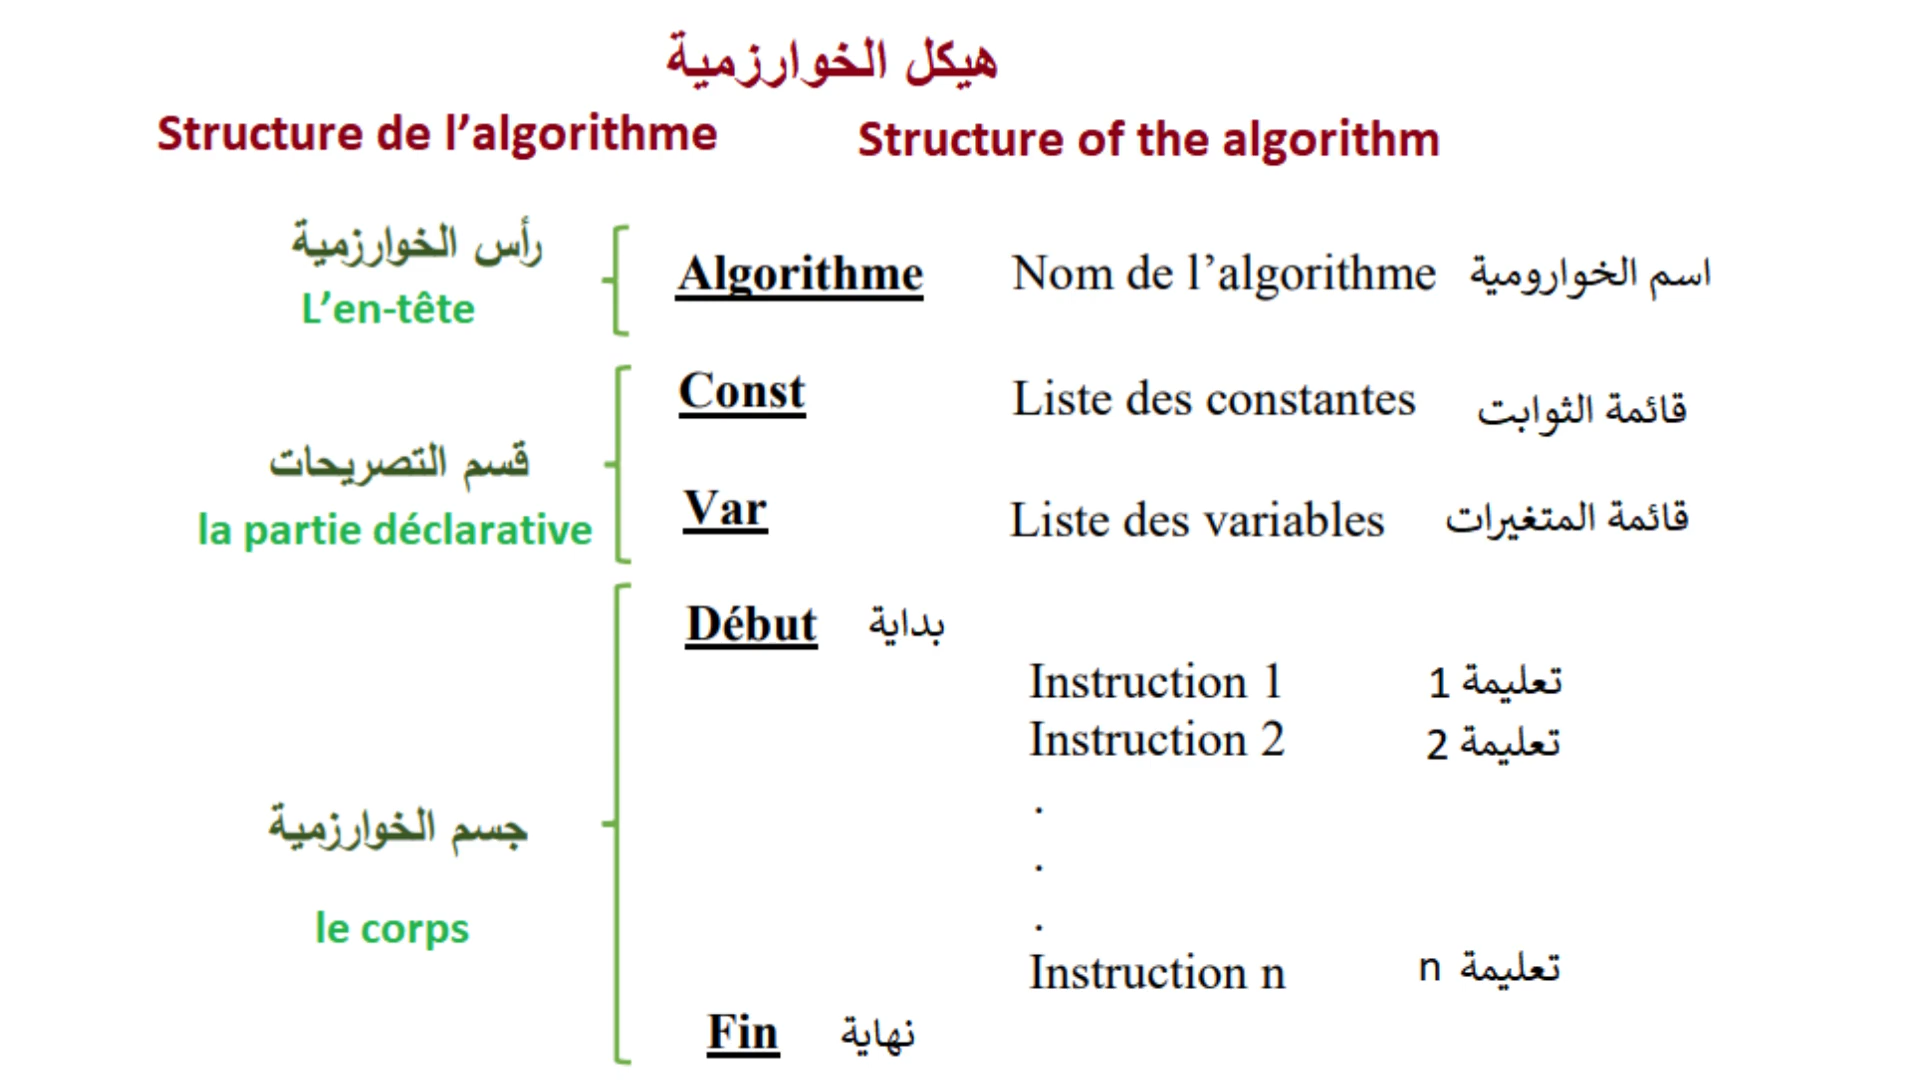 هيكل الخوارزمية
Structure de l’algorithme Structure of the algorithm
رأس الخوارزمية
L’en-tête
Algorithme Nom de l’algorithme اسم الخوارومية
Const Liste des constantes قائمة الثوابت
قسم التصريحات
la partie déclarative
Var Liste des variables قائمة المتغيرات
Début بداية
Instruction 1 تعليمة 1
Instruction 2 تعليمة 2
.
.
.
جسم الخوارزمية
le corps
Instruction n تعليمة n
Fin نهاية